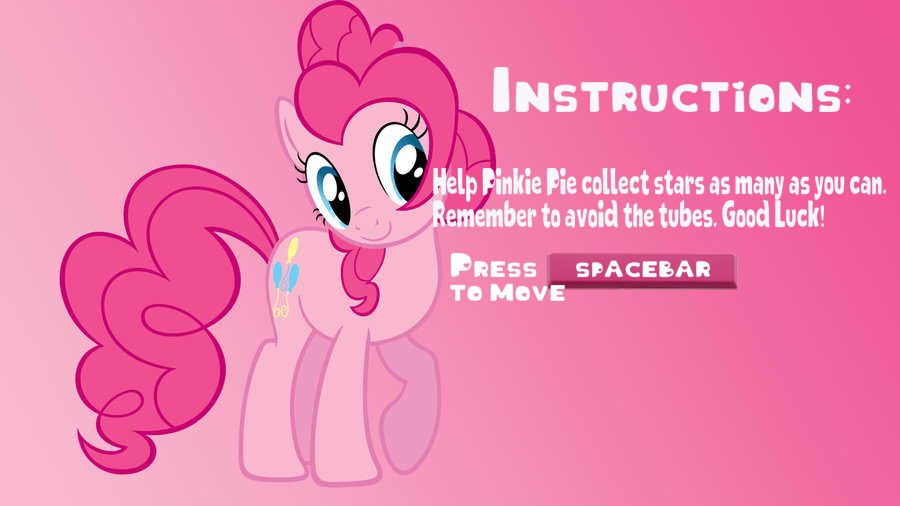 Instructions:
Help Pinkie Pie collect stars as many as you can.
Remember to avoid the tubes. Good Luck!
Press SPACEBAR
to Move